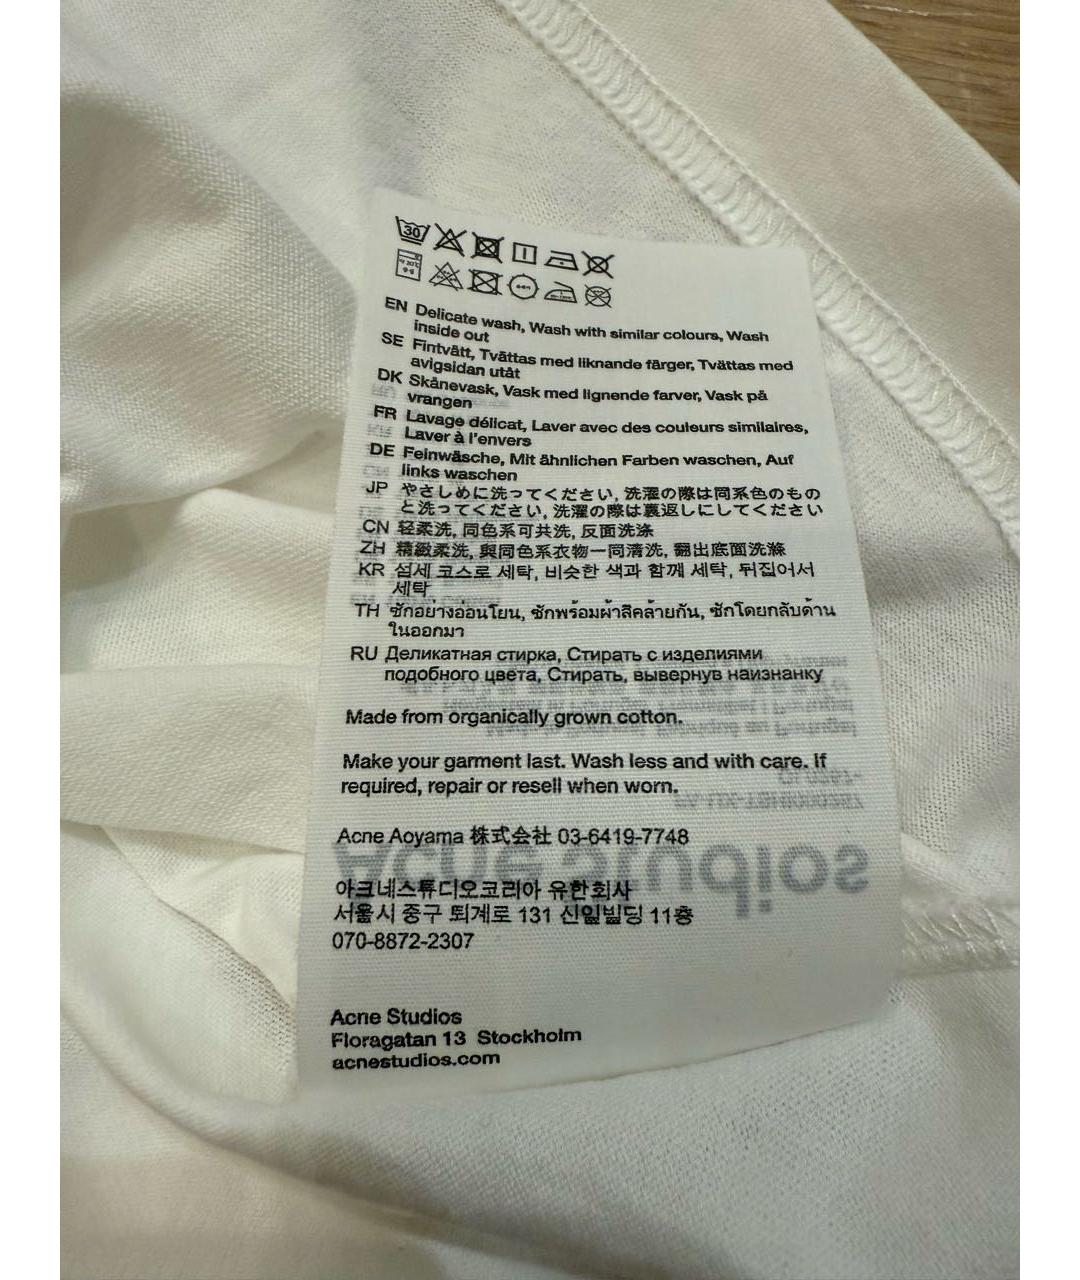 30
EN Delicate wash, Wash with similar colours, Wash
inside out
SE Fintvätt, Tvättas med liknande färger, Tvättas med
avigsidan utåt
DK Skånevask, Vask med lignende farver, Vask på
vrangen
FR Lavage délicat, Laver avec des couleurs similaires,
Laver à l'envers
DE Feinwäsche, Mit ähnlichen Farben waschen, Auf
links waschen
JP やさしめに洗ってください, 洗濯の際は同系色のもの
と洗ってください, 洗濯の際は裏返しにしてください
CN 轻柔洗, 同色系可共洗, 反面洗涤
ZH 精緻柔洗, 與同色系衣物一同清洗, 翻出底面洗滌
KR 섬세 코스로 세탁, 비슷한 색과 함께 세탁, 뒤집어서
세탁
TH ซักอย่างอ่อนโยน, ซักพร้อมผ้าสีคล้ายกัน, ซักโดยกลับด้าน
ในออกมา
RU Деликатная стирка, Стирать с изделиями
подобного цвета, Стирать, вывернув наизнанку
Made from organically grown cotton.
Make your garment last. Wash less and with care. If
required, repair or resell when worn.
Acne Aoyama 株式会社 03-6419-7748
아크네스튜디오코리아 유한회사
서울시 중구 퇴계로 131 신일빌딩 11층
070-8872-2307
Acne Studios
Floragatan 13 Stockholm
acnestudios.com